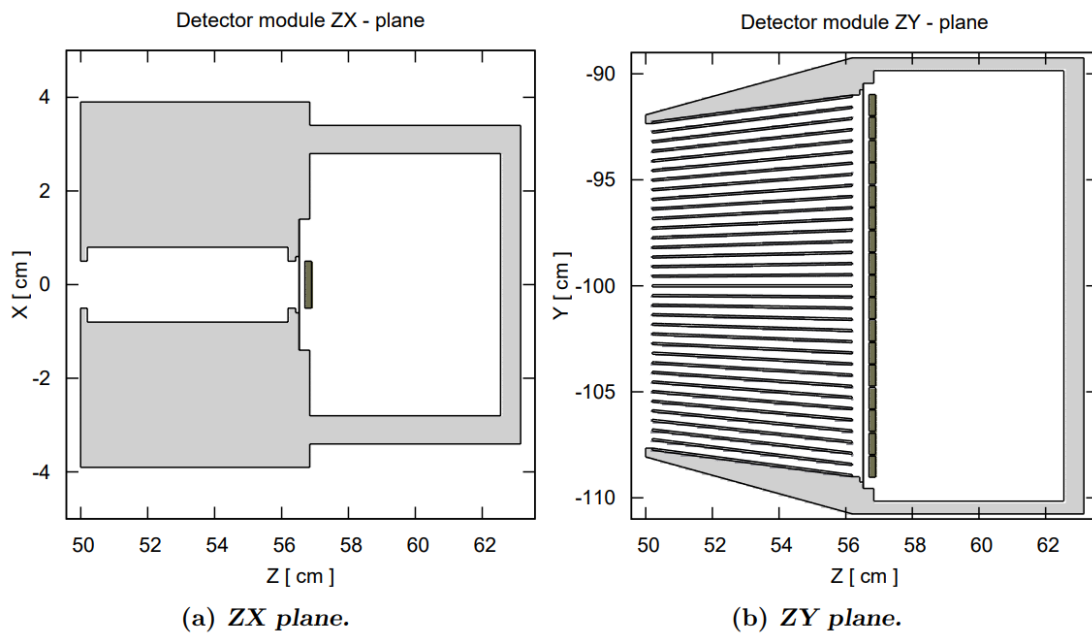 Detector module ZX - plane
4
2
0
-2
-4
X [ cm ]
50 52 54 56 58 60 62
Z [ cm ]
(a) ZX plane.
Detector module ZY - plane
-90
-95
-100
-105
-110
Y [ cm ]
50 52 54 56 58 60 62
Z [ cm ]
(b) ZY plane.